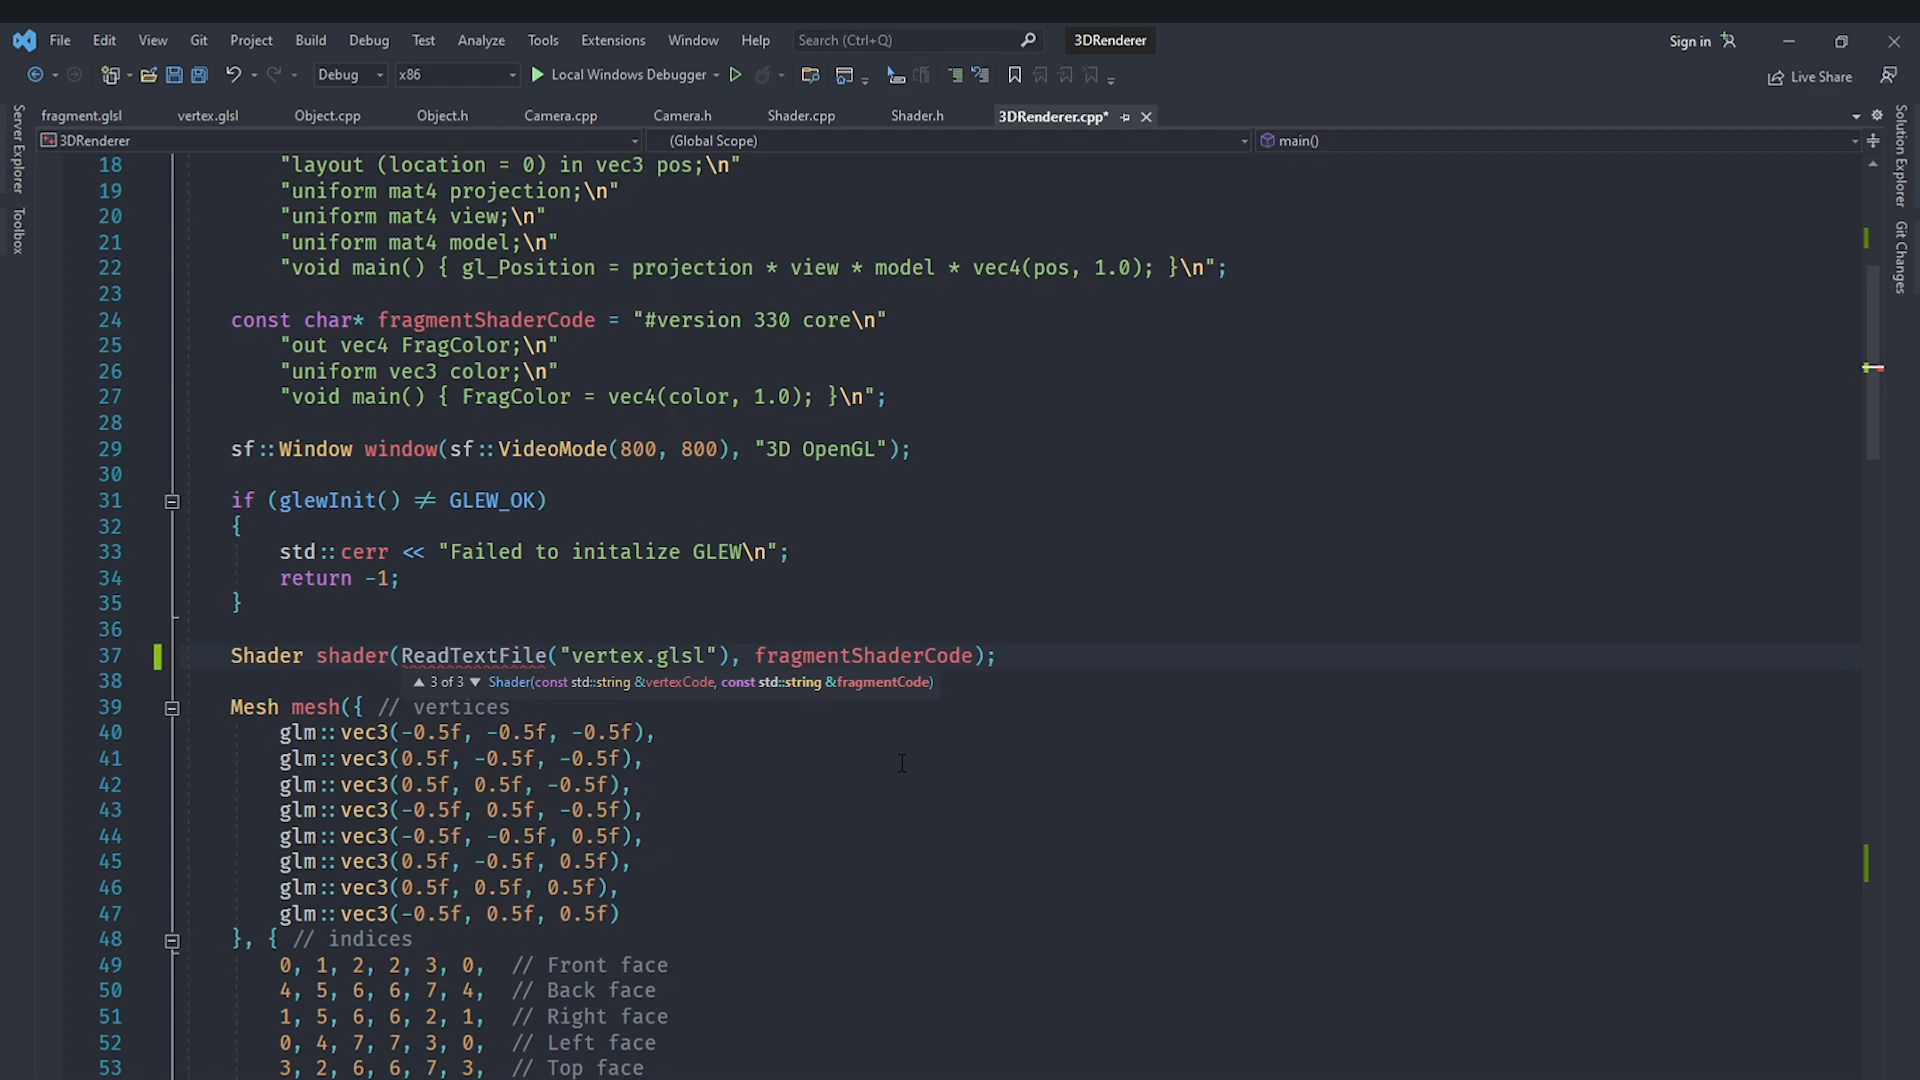 File Edit View Git Project Build Debug Test Analyze Tools Extensions Window Help Search (Ctrl+Q) 3DRenderer Sign in
Debug x86 Local Windows Debugger Live Share
Server Explorer
Toolbox
fragment.glsl vertex.glsl Object.cpp Object.h Camera.cpp Camera.h Shader.cpp Shader.h 3DRenderer.cpp*
3DRenderer (Global Scope) main()
18 "layout (location = 0) in vec3 pos;\n"
19 "uniform mat4 projection;\n"
20 "uniform mat4 view;\n"
21 "uniform mat4 model;\n"
22 "void main() { gl_Position = projection * view * model * vec4(pos, 1.0); }\n";
23
24 const char* fragmentShaderCode = "#version 330 core\n"
25 "out vec4 FragColor;\n"
26 "uniform vec3 color;\n"
27 "void main() { FragColor = vec4(color, 1.0); }\n";
28
29 sf::Window window(sf::VideoMode(800, 800), "3D OpenGL");
30
31 if (glewInit() ≠ GLEW_OK)
32 {
33 std::cerr << "Failed to initalize GLEW\n";
34 return -1;
35 }
36
37 Shader shader(ReadTextFile("vertex.glsl"), fragmentShaderCode);
38 ▲ 3 of 3 ▼ Shader(const std::string &vertexCode, const std::string &fragmentCode)
39 Mesh mesh({ // vertices
40 glm::vec3(-0.5f, -0.5f, -0.5f),
41 glm::vec3(0.5f, -0.5f, -0.5f),
42 glm::vec3(0.5f, 0.5f, -0.5f),
43 glm::vec3(-0.5f, 0.5f, -0.5f),
44 glm::vec3(-0.5f, -0.5f, 0.5f),
45 glm::vec3(0.5f, -0.5f, 0.5f),
46 glm::vec3(0.5f, 0.5f, 0.5f),
47 glm::vec3(-0.5f, 0.5f, 0.5f)
48 }, { // indices
49 0, 1, 2, 2, 3, 0, // Front face
50 4, 5, 6, 6, 7, 4, // Back face
51 1, 5, 6, 6, 2, 1, // Right face
52 0, 4, 7, 7, 3, 0, // Left face
53 3, 2, 6, 6, 7, 3, // Top face
Solution Explorer
Git Changes